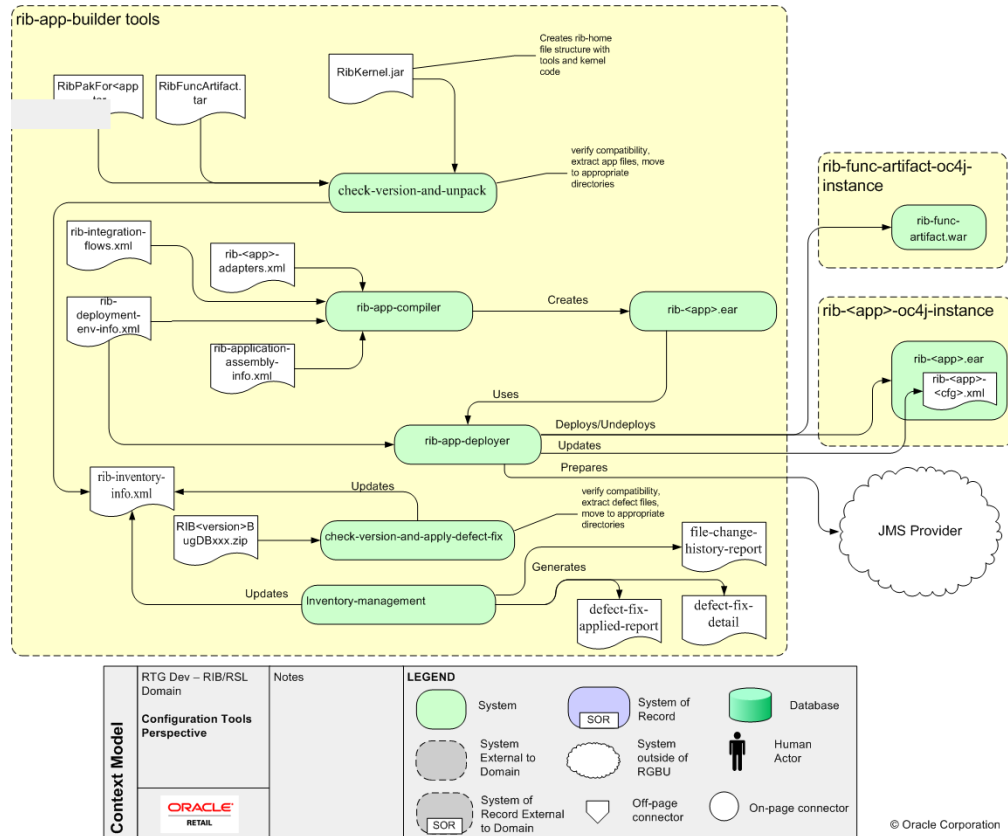 rib-app-builder tools
Creates rib-home
file structure with
tools and kernel
code
RibKernel.jar
RibPakFor<app
RibFuncArtifact.
tar
verify compatibility,
extract app files, move
to appropriate
directories
check-version-and-unpack
rib-func-artifact-oc4j-
instance
rib-func-
artifact.war
rib-integration-
flows.xml
rib-<app>-
adapters.xml
rib-
deployment-
env-info.xml
rib-app-compiler
Creates
rib-<app>.ear
rib-application-
assembly-
info.xml
rib-<app>-oc4j-instance
rib-<app>.ear
rib-<app>-
<cfg>.xml
Uses
rib-app-deployer
Deploys/Undeploys
Updates
Prepares
JMS Provider
rib-inventory-
info.xml
Updates
verify compatibility,
extract defect files,
move to appropriate
directories
RIB<version>B
ugDBxxx.zip
check-version-and-apply-defect-fix
file-change-
history-report
Updates
Inventory-management
Generates
defect-fix-
applied-report
defect-fix-
detail
Context Model
RTG Dev – RIB/RSL
Domain
Configuration Tools
Perspective
ORACLE
RETAIL
Notes
LEGEND
System
SOR
System of
Record
Database
System
External to
Domain
System
outside of
RGBU
Human
Actor
SOR
System of
Record External
to Domain
Off-page
connector
On-page connector
© Oracle Corporation